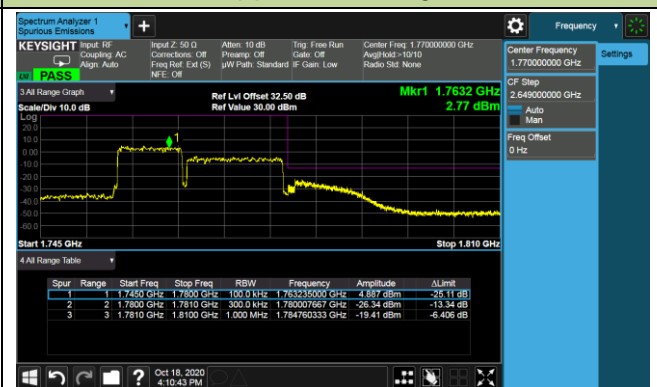 Spectrum Analyzer 1
Spurious Emissions
Frequency
KEYSIGHT Input: RF
Coupling: AC
Align: Auto
Input Z: 50 Ω
Corrections: Off
Freq Ref: Ext (S)
NFE: Off
Atten: 10 dB
Preamp: Off
µW Path: Standard
Trig: Free Run
Gate: Off
IF Gain: Low
Center Freq: 1.770000000 GHz
Avg|Hold:>10/10
Radio Std: None
LXI PASS
Center Frequency
1.770000000 GHz
Settings
CF Step
2.649000000 GHz
Auto
Man
Freq Offset
0 Hz
3 All Range Graph
Scale/Div 10.0 dB
Ref Lvl Offset 32.50 dB
Ref Value 30.00 dBm
Mkr1 1.7632 GHz
2.77 dBm
Log
20.0
10.0
0.00
-10.0
-20.0
-30.0
-40.0
-50.0
-60.0
1
Start 1.745 GHz
Stop 1.810 GHz
4 All Range Table
Spur Range Start Freq Stop Freq RBW Frequency Amplitude ΔLimit
1 1 1.7450 GHz 1.7800 GHz 100.0 kHz 1.763235000 GHz 4.887 dBm -25.11 dB
2 2 1.7800 GHz 1.7810 GHz 300.0 kHz 1.780007667 GHz -26.34 dBm -13.34 dB
3 3 1.7810 GHz 1.8100 GHz 1.000 MHz 1.784760333 GHz -19.41 dBm -6.406 dB
? Oct 18, 2020
4:10:43 PM